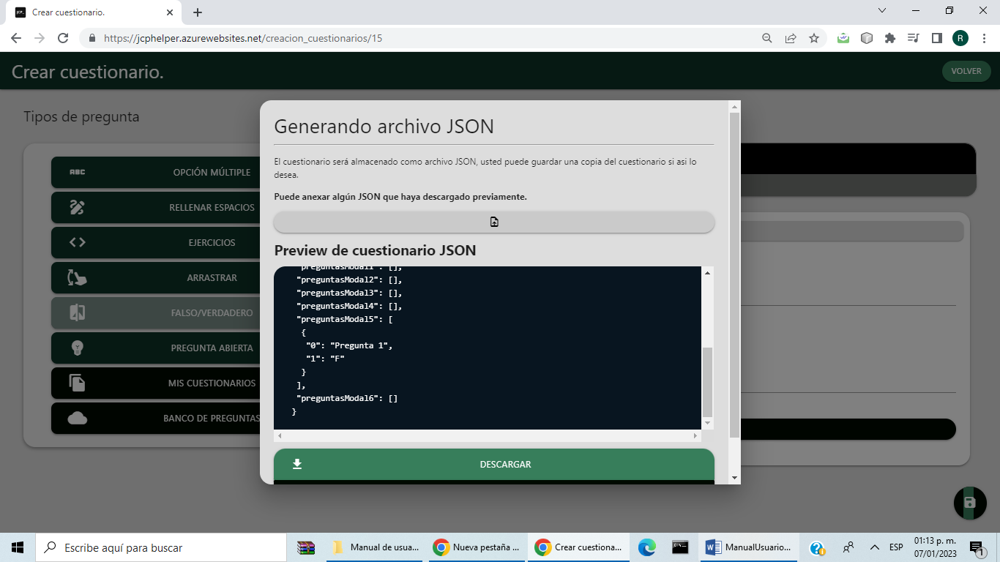 Crear cuestionario.
https://jcphelper.azurewebsites.net/creacion_cuestionarios/15
R
Crear cuestionario.
VOLVER
Tipos de pregunta
ABC OPCIÓN MÚLTIPLE
RELLENAR ESPACIOS
EJERCICIOS
ARRASTRAR
FALSO/VERDADERO
PREGUNTA ABIERTA
MIS CUESTIONARIOS
BANCO DE PREGUNTAS
Generando archivo JSON
El cuestionario será almacenado como archivo JSON, usted puede guardar una copia del cuestionario si asi lo
desea.
Puede anexar algún JSON que haya descargado previamente.
Preview de cuestionario JSON
"preguntasModal1": [],
"preguntasModal2": [],
"preguntasModal3": [],
"preguntasModal4": [],
"preguntasModal5": [
{
"0": "Pregunta 1",
"1": "F"
}
],
"preguntasModal6": []
}
DESCARGAR
Escribe aquí para buscar
Manual de usua...
Nueva pestaña ...
Crear cuestiona...
ManualUsuario...
ESP
01:13 p. m.
07/01/2023
1